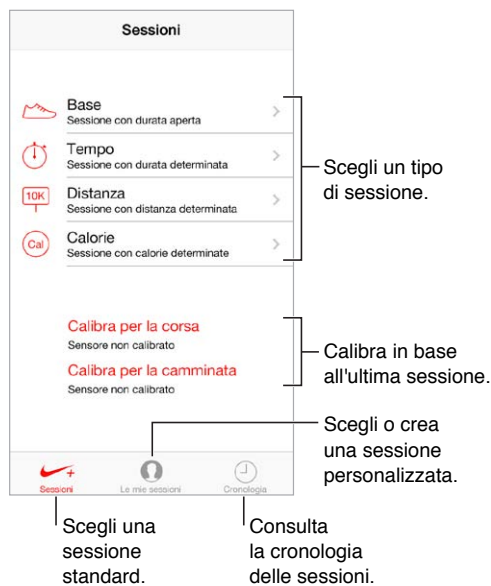 Sessioni
Base
Sessione con durata aperta
Tempo
Sessione con durata determinata
10K
Distanza
Sessione con distanza determinata
Cal
Calorie
Sessione con calorie determinate
Scegli un tipo
di sessione.
Calibra per la corsa
Sensore non calibrato
Calibra per la camminata
Sensore non calibrato
Calibra in base
all'ultima sessione.
Scegli o crea
una sessione
personalizzata.
Sessioni
Le mie sessioni
Cronologia
Scegli una
sessione
standard.
Consulta
la cronologia
delle sessioni.